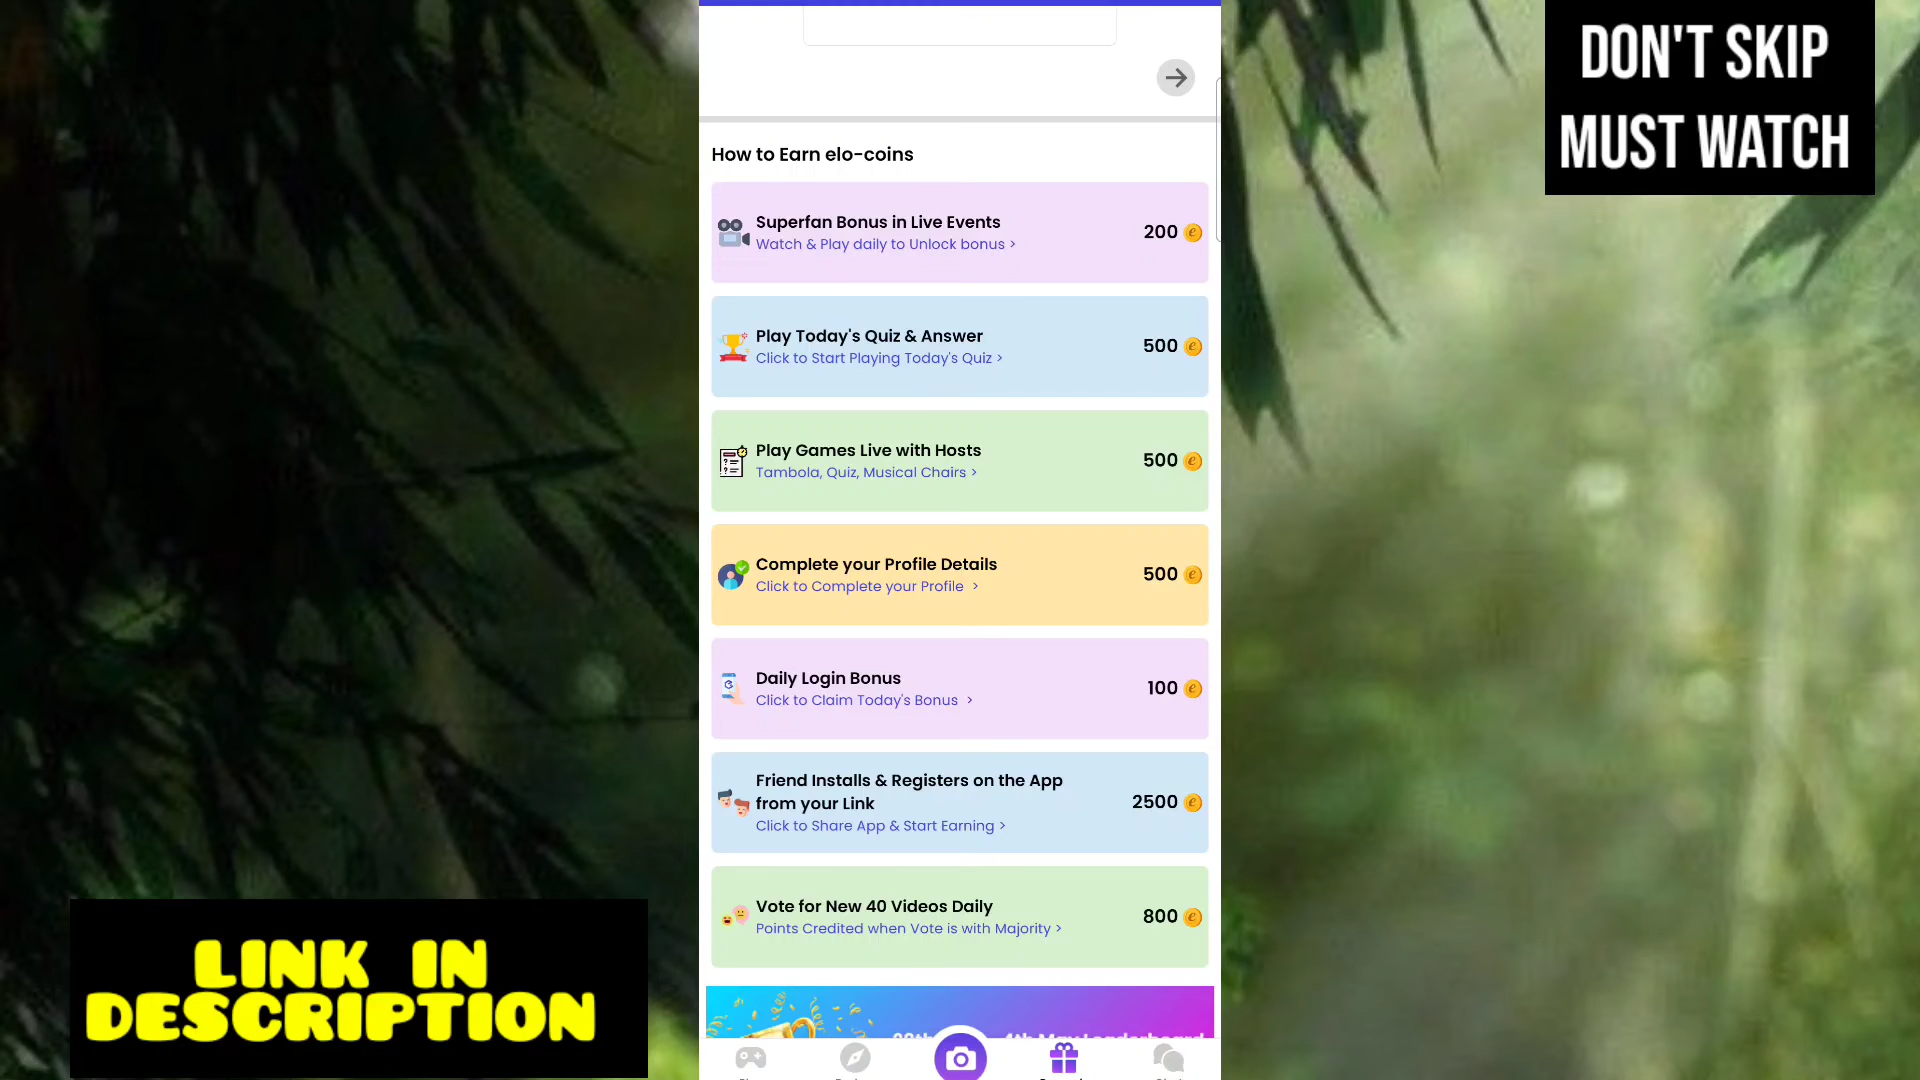 DON'T SKIP
MUST WATCH
How to Earn elo-coins
Superfan Bonus in Live Events
Watch & Play daily to Unlock bonus >
200
Play Today's Quiz & Answer
Click to Start Playing Today's Quiz >
500
Play Games Live with Hosts
Tambola, Quiz, Musical Chairs >
500
Complete your Profile Details
Click to Complete your Profile >
500
Daily Login Bonus
Click to Claim Today's Bonus >
100
Friend Installs & Registers on the App
from your Link
Click to Share App & Start Earning >
2500
Vote for New 40 Videos Daily
Points Credited when Vote is with Majority >
800
4th May Leaderboard
LINK IN
DESCRIPTION